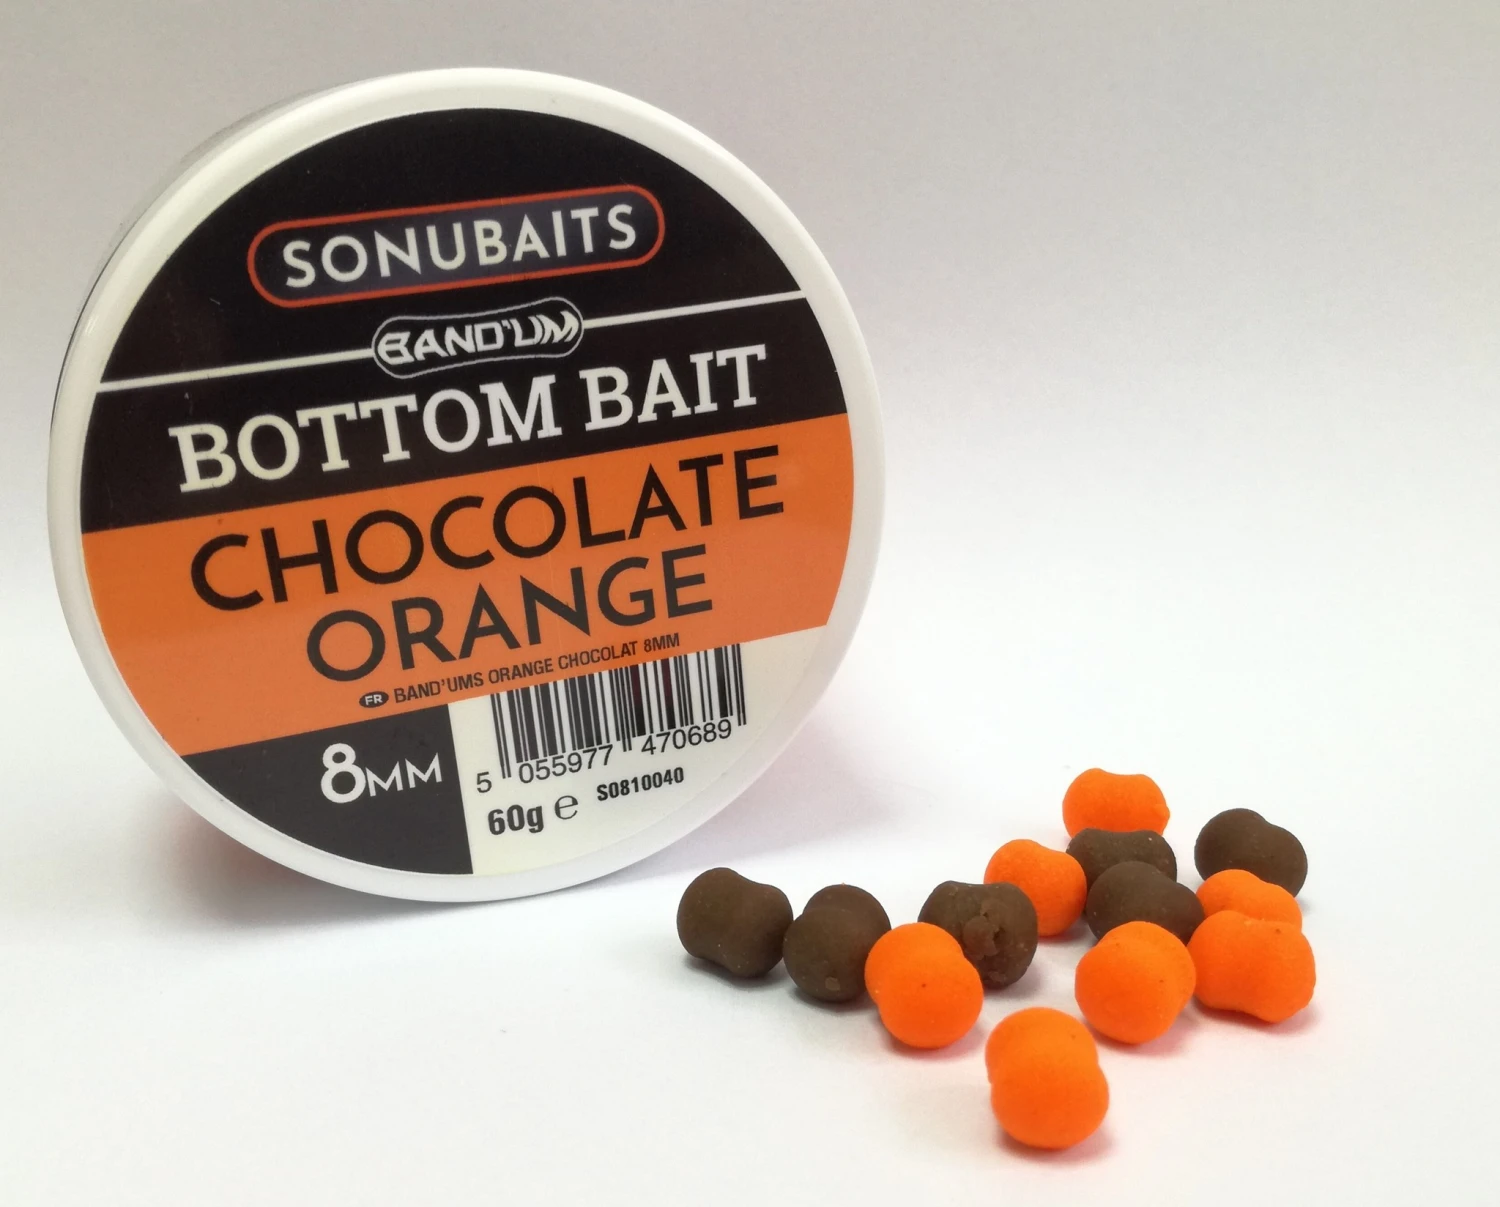 SONUBAITS
BAND'UM
BOTTOM BAIT
CHOCOLATE
ORANGE
FR BAND'UMS ORANGE CHOCOLAT 8MM
8MM
5 055977 470689
60g e S0810040